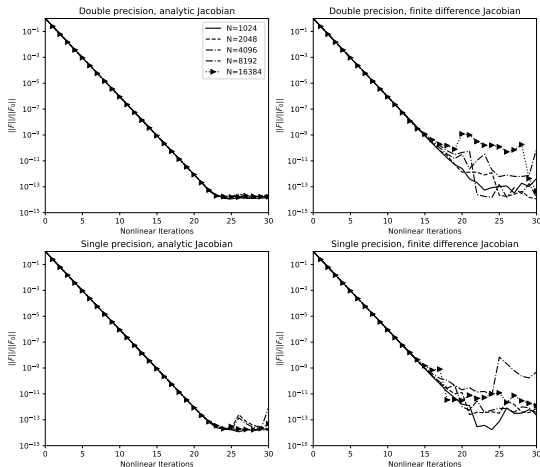 Double precision, analytic Jacobian
10⁻¹
10⁻³
10⁻⁵
10⁻⁷
10⁻⁹
10⁻¹¹
10⁻¹³
10⁻¹⁵
||F||/||F₀||
N=1024
N=2048
N=4096
N=8192
N=16384
0 5 10 15 20 25 30
Nonlinear Iterations
Double precision, finite difference Jacobian
10⁻¹
10⁻³
10⁻⁵
10⁻⁷
10⁻⁹
10⁻¹¹
10⁻¹³
10⁻¹⁵
||F||/||F₀||
0 5 10 15 20 25 30
Nonlinear Iterations
Single precision, analytic Jacobian
10⁻¹
10⁻³
10⁻⁵
10⁻⁷
10⁻⁹
10⁻¹¹
10⁻¹³
10⁻¹⁵
||F||/||F₀||
0 5 10 15 20 25 30
Nonlinear Iterations
Single precision, finite difference Jacobian
10⁻¹
10⁻³
10⁻⁵
10⁻⁷
10⁻⁹
10⁻¹¹
10⁻¹³
10⁻¹⁵
||F||/||F₀||
0 5 10 15 20 25 30
Nonlinear Iterations